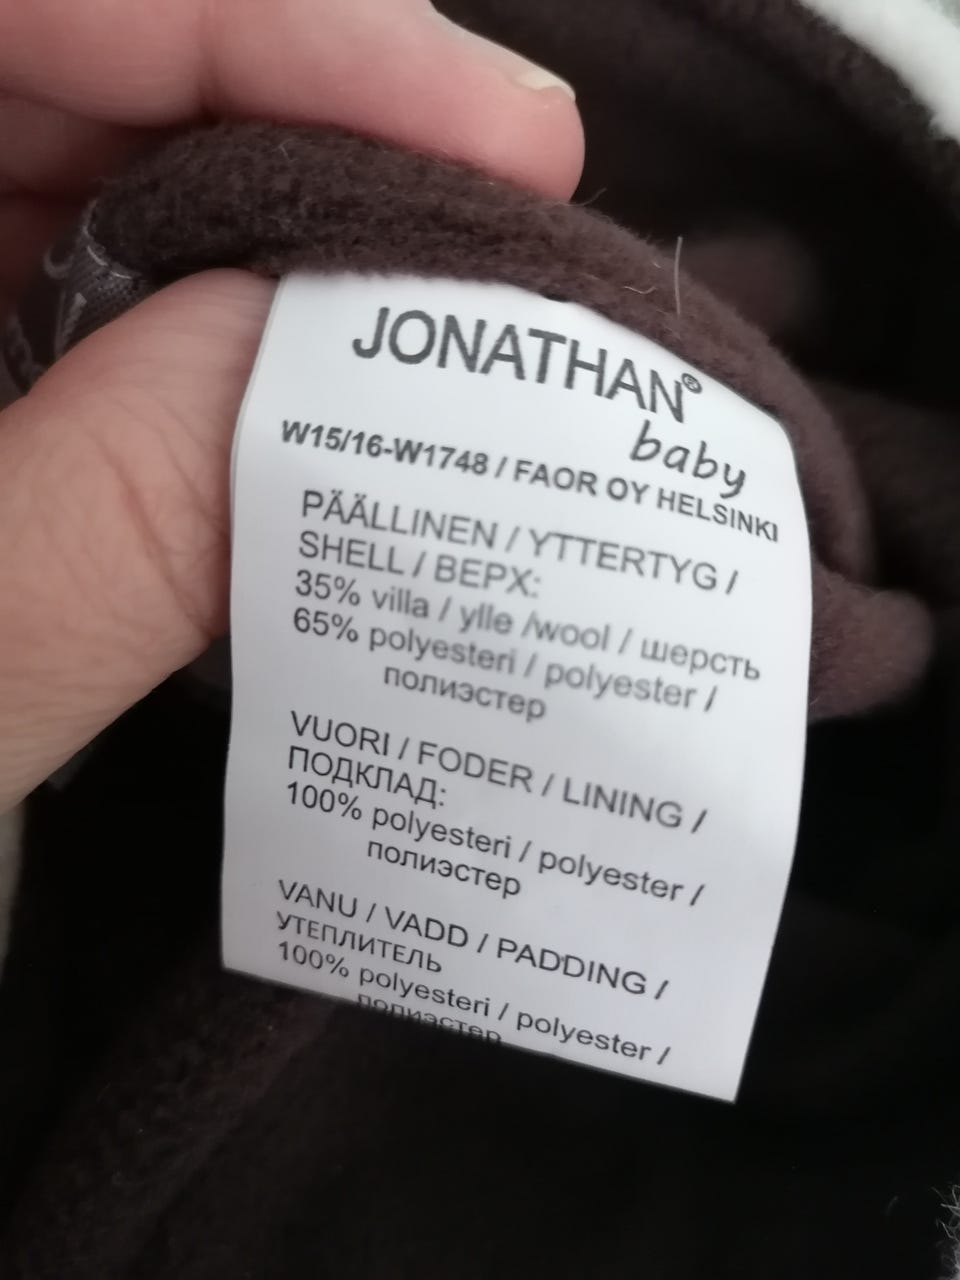 JONATHAN®
baby
W15/16-W1748 / FAOR OY HELSINKI
PÄÄLLINEN / YTTERTYG /
SHELL / ВЕРХ:
35% villa / ylle /wool / шерсть
65% polyesteri / polyester /
полиэстер
VUORI / FODER / LINING /
ПОДКЛАД:
100% polyesteri / polyester /
полиэстер
VANU / VADD / PADDING /
УТЕПЛИТЕЛЬ
100% polyesteri / polyester /
полиэстер